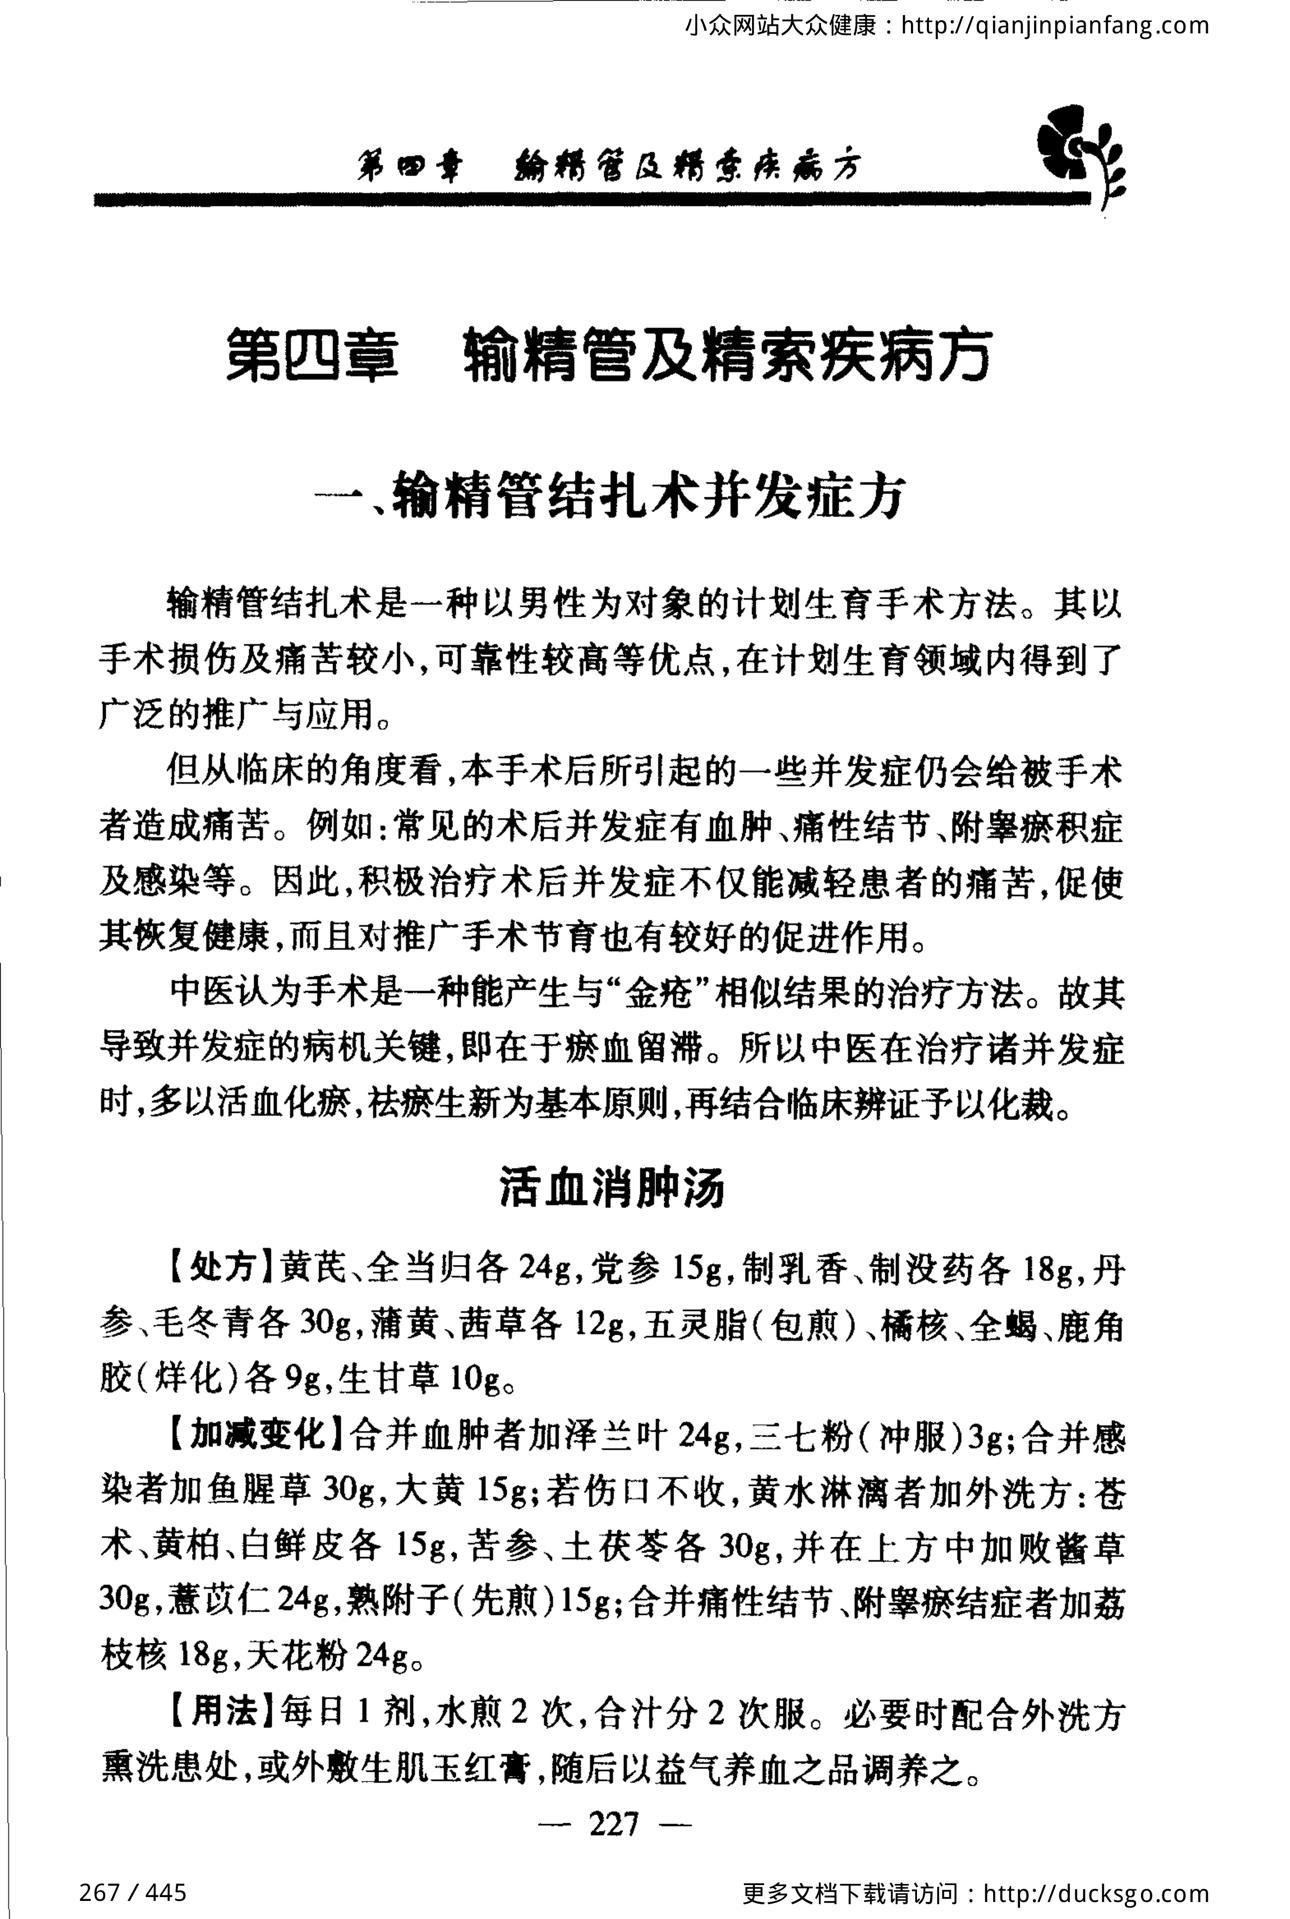 小众网站大众健康：http://qianjinpianfang.com
第四章 输精管及精索疾病方
第四章 输精管及精索疾病方
一、输精管结扎术并发症方
输精管结扎术是一种以男性为对象的计划生育手术方法。其以
手术损伤及痛苦较小,可靠性较高等优点,在计划生育领域内得到了
广泛的推广与应用。
但从临床的角度看,本手术后所引起的一些并发症仍会给被手术
者造成痛苦。例如:常见的术后并发症有血肿、痛性结节、附睾瘀积症
及感染等。因此,积极治疗术后并发症不仅能减轻患者的痛苦,促使
其恢复健康,而且对推广手术节育也有较好的促进作用。
中医认为手术是一种能产生与“金疮”相似结果的治疗方法。故其
导致并发症的病机关键,即在于瘀血留滞。所以中医在治疗诸并发症
时,多以活血化瘀,祛瘀生新为基本原则,再结合临床辨证予以化裁。
活血消肿汤
【处方】黄芪、全当归各 24g,党参 15g,制乳香、制没药各 18g,丹
参、毛冬青各 30g,蒲黄、茜草各 12g,五灵脂(包煎)、橘核、全蝎、鹿角
胶(烊化)各 9g,生甘草 10g。
【加减变化】合并血肿者加泽兰叶 24g,三七粉(冲服)3g;合并感
染者加鱼腥草 30g,大黄 15g;若伤口不收,黄水淋漓者加外洗方:苍
术、黄柏、白鲜皮各 15g,苦参、土茯苓各 30g,并在上方中加败酱草
30g,薏苡仁 24g,熟附子(先煎)15g;合并痛性结节、附睾瘀结症者加荔
枝核 18g,天花粉 24g。
【用法】每日 1 剂,水煎 2 次,合汁分 2 次服。必要时配合外洗方
熏洗患处,或外敷生肌玉红膏,随后以益气养血之品调养之。
— 227 —
267 / 445
更多文档下载请访问：http://ducksgo.com